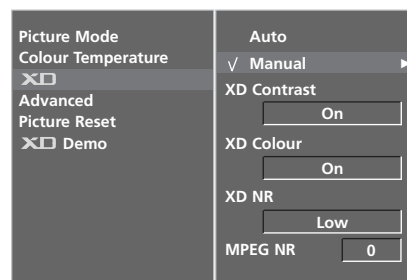 Picture Mode
Colour Temperature
XD
Advanced
Picture Reset
XD Demo
Auto
√ Manual
XD Contrast
On
XD Colour
On
XD NR
Low
MPEG NR 0